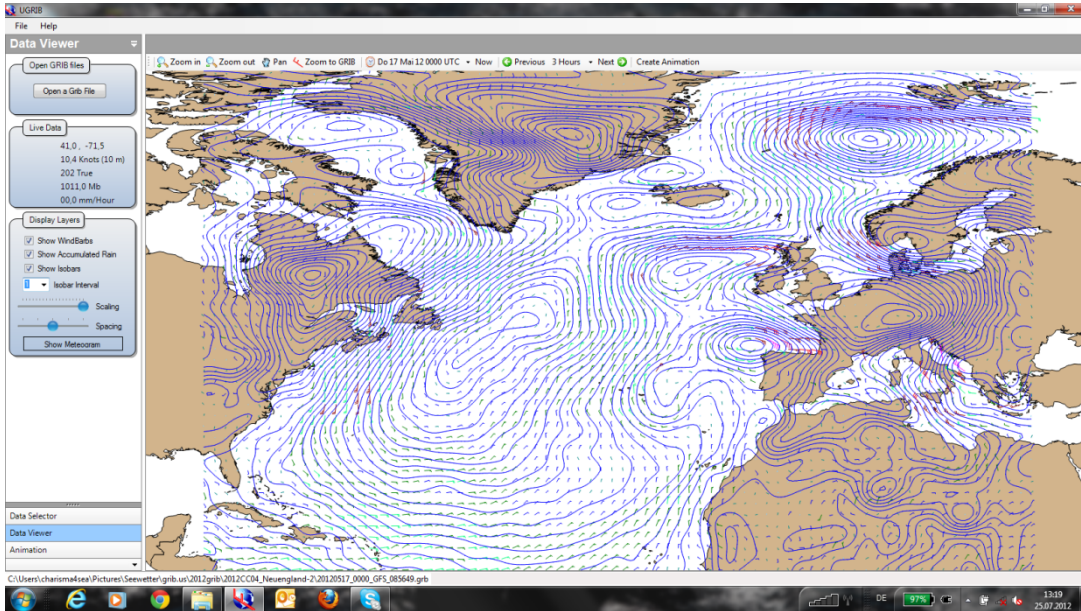 UGRIB
File Help
Data Viewer
Open GRIB files
Open a Grib File
Live Data
41,0 , -71,5
10,4 Knots (10 m)
202 True
1011,0 Mb
00,0 mm/Hour
Display Layers
Show WindBarbs
Show Accumulated Rain
Show Isobars
1 Isobar Interval
Scaling
Spacing
Show Meteogram
Zoom in Zoom out Pan Zoom to GRIB Do 17 Mai 12 0000 UTC Now Previous 3 Hours Next Create Animation
Data Selector
Data Viewer
Animation
C:\Users\charisma4sea\Pictures\Seewetter\grib.us\2012grib\2012CC04_Neuengland-2\20120517_0000_GFS_085649.grb
DE 97% 13:19
25.07.2012